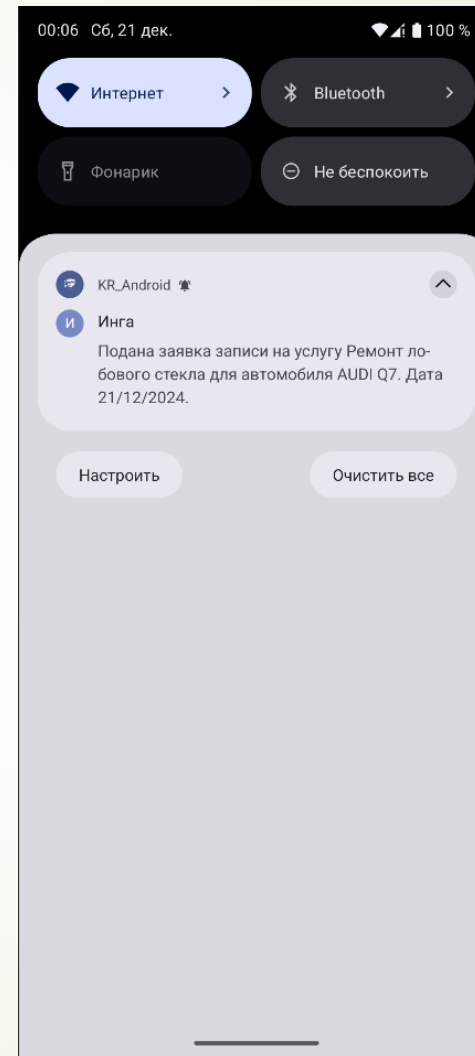 00:06 Сб, 21 дек. 100 %
Интернет
Bluetooth
Фонарик
Не беспокоить
KR_Android
И
Инга
Подана заявка записи на услугу Ремонт ло-
бового стекла для автомобиля AUDI Q7. Дата
21/12/2024.
Настроить
Очистить все